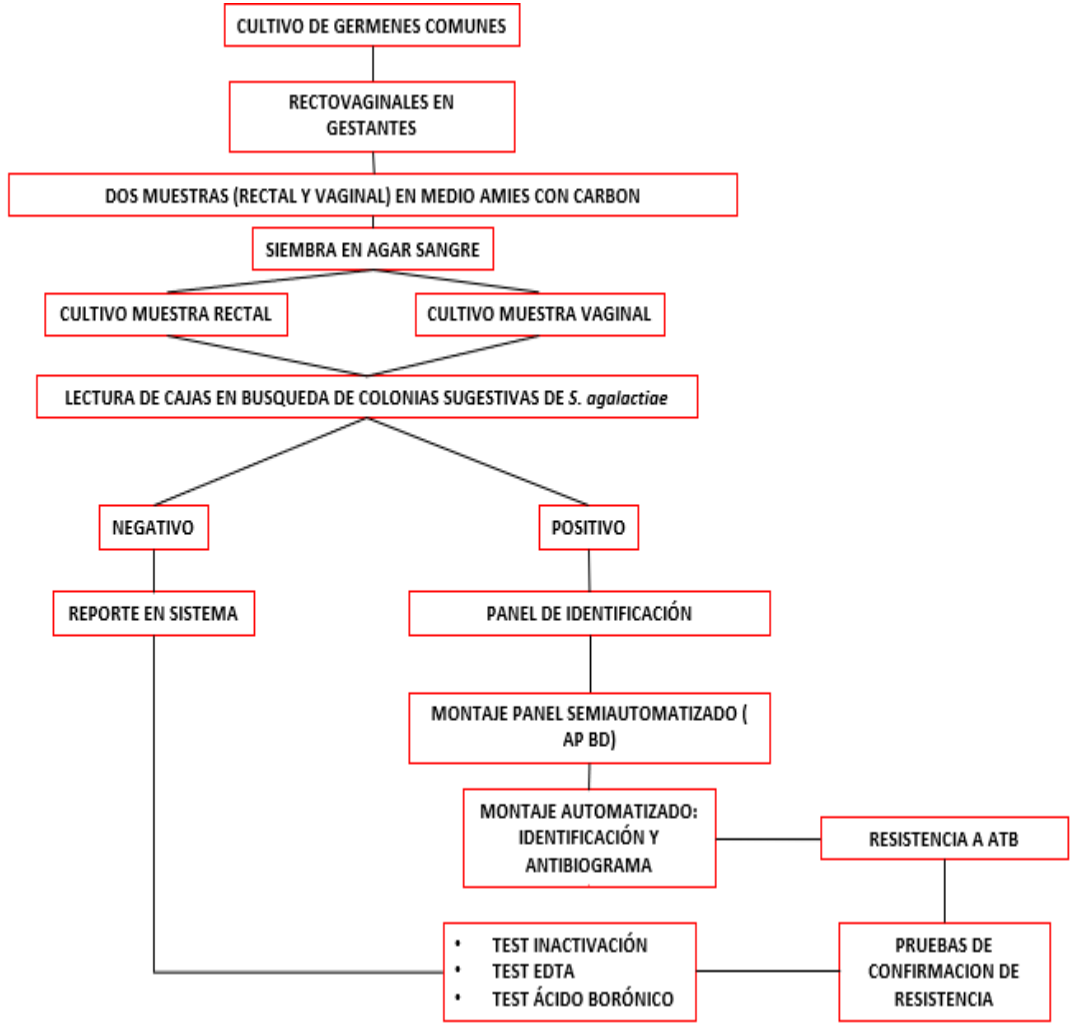 CULTIVO DE GERMENES COMUNES
RECTOVAGINALES EN
GESTANTES
DOS MUESTRAS (RECTAL Y VAGINAL) EN MEDIO AMIES CON CARBON
SIEMBRA EN AGAR SANGRE
CULTIVO MUESTRA RECTAL
CULTIVO MUESTRA VAGINAL
LECTURA DE CAJAS EN BUSQUEDA DE COLONIAS SUGESTIVAS DE S. agalactiae
NEGATIVO
POSITIVO
REPORTE EN SISTEMA
PANEL DE IDENTIFICACIÓN
MONTAJE PANEL SEMIAUTOMATIZADO (
AP BD)
MONTAJE AUTOMATIZADO:
IDENTIFICACIÓN Y
ANTIBIOGRAMA
RESISTENCIA A ATB
• TEST INACTIVACIÓN
• TEST EDTA
• TEST ÁCIDO BORÓNICO
PRUEBAS DE
CONFIRMACION DE
RESISTENCIA